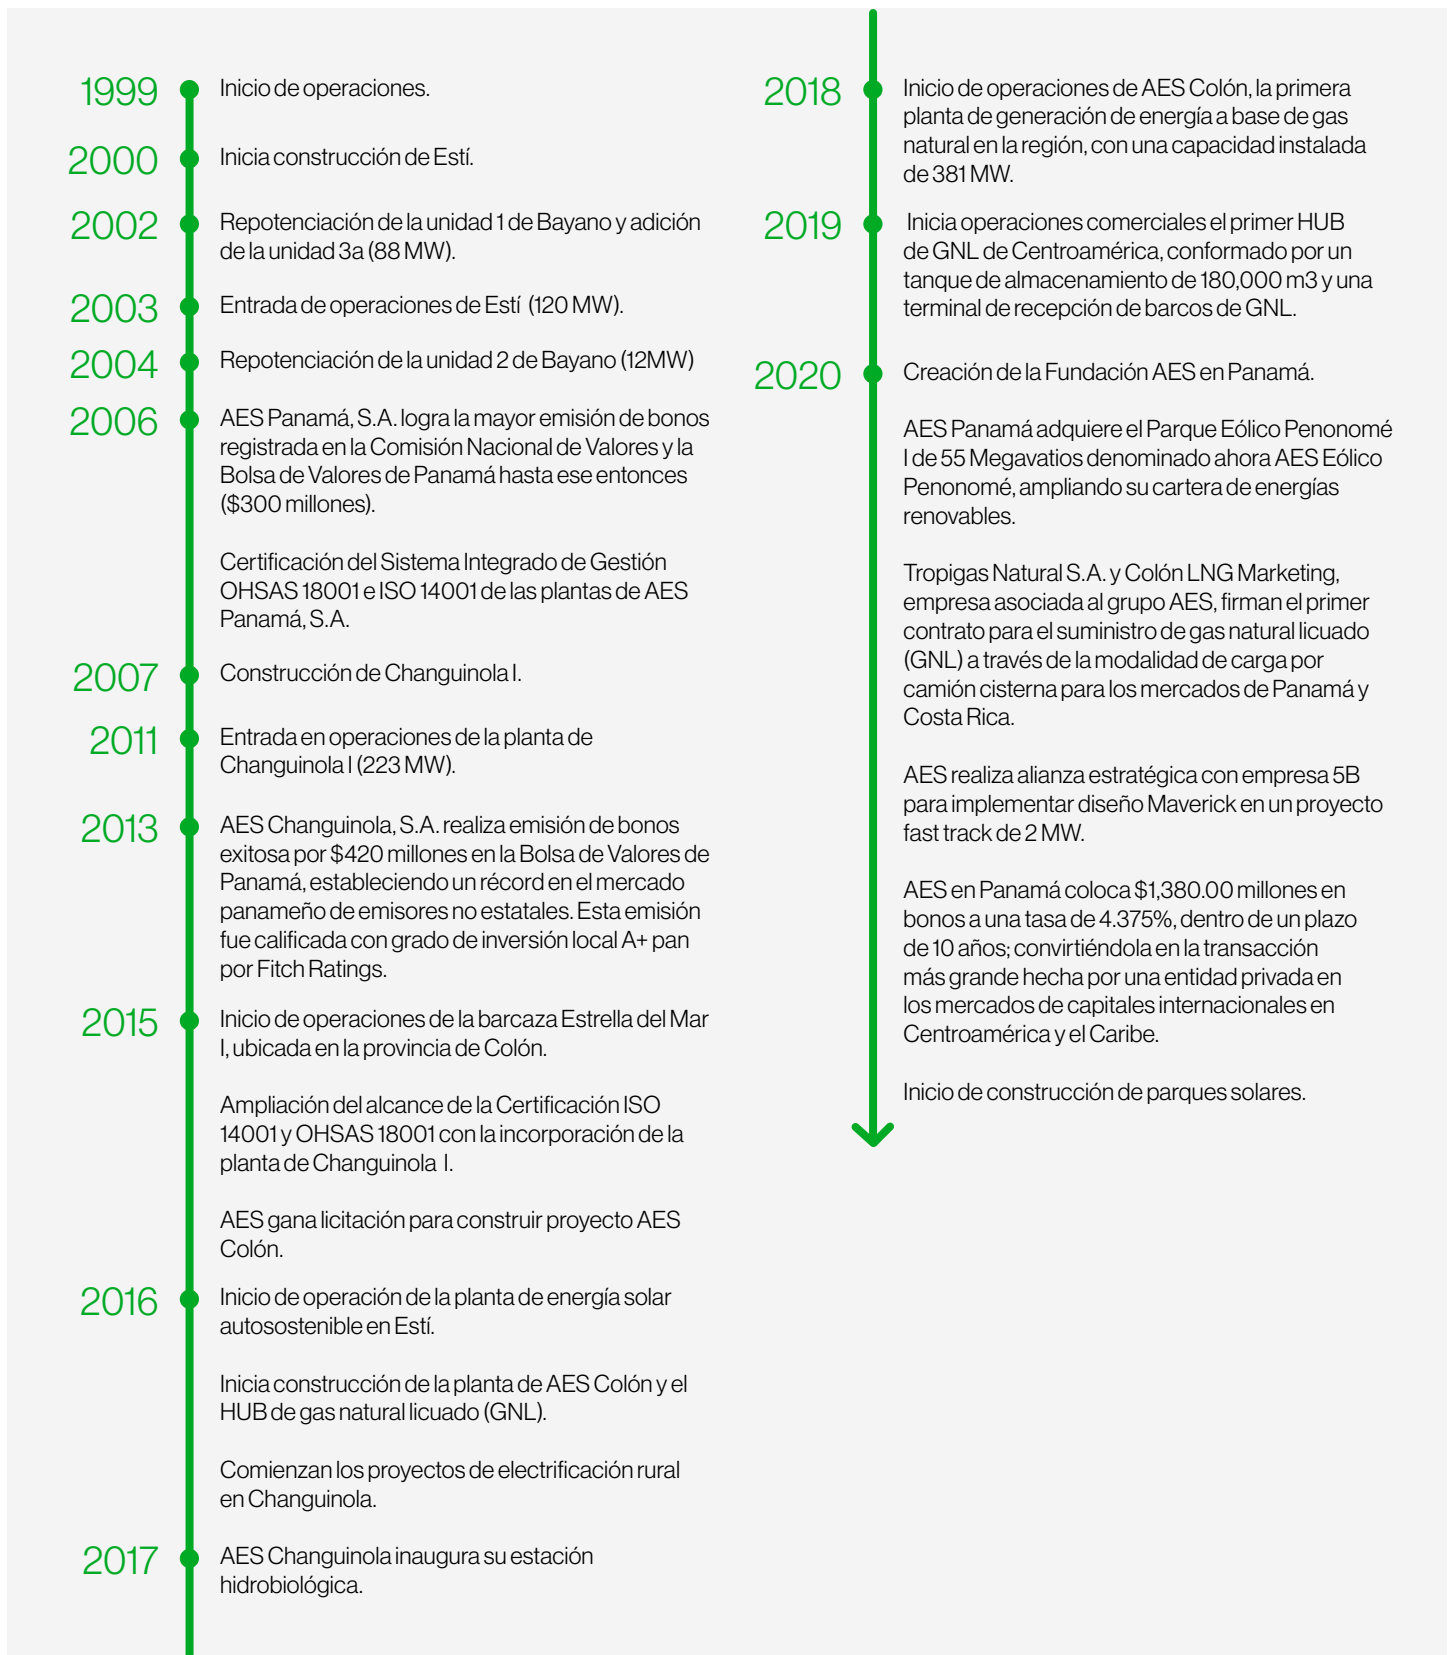 1999
Inicio de operaciones.
2000
Inicia construcción de Estí.
2002
Repotenciación de la unidad 1 de Bayano y adición
de la unidad 3a (88 MW).
2003
Entrada de operaciones de Estí (120 MW).
2004
Repotenciación de la unidad 2 de Bayano (12MW)
2006
AES Panamá, S.A. logra la mayor emisión de bonos
registrada en la Comisión Nacional de Valores y la
Bolsa de Valores de Panamá hasta ese entonces
($300 millones).
Certificación del Sistema Integrado de Gestión
OHSAS 18001 e ISO 14001 de las plantas de AES
Panamá, S.A.
2007
Construcción de Changuinola I.
2011
Entrada en operaciones de la planta de
Changuinola I (223 MW).
2013
AES Changuinola, S.A. realiza emisión de bonos
exitosa por $420 millones en la Bolsa de Valores de
Panamá, estableciendo un récord en el mercado
panameño de emisores no estatales. Esta emisión
fue calificada con grado de inversión local A+ pan
por Fitch Ratings.
2015
Inicio de operaciones de la barcaza Estrella del Mar
I, ubicada en la provincia de Colón.
Ampliación del alcance de la Certificación ISO
14001 y OHSAS 18001 con la incorporación de la
planta de Changuinola I.
AES gana licitación para construir proyecto AES
Colón.
2016
Inicio de operación de la planta de energía solar
autosostenible en Estí.
Inicia construcción de la planta de AES Colón y el
HUB de gas natural licuado (GNL).
Comienzan los proyectos de electrificación rural
en Changuinola.
2017
AES Changuinola inaugura su estación
hidrobiológica.
2018
Inicio de operaciones de AES Colón, la primera
planta de generación de energía a base de gas
natural en la región, con una capacidad instalada
de 381 MW.
2019
Inicia operaciones comerciales el primer HUB
de GNL de Centroamérica, conformado por un
tanque de almacenamiento de 180,000 m3 y una
terminal de recepción de barcos de GNL.
2020
Creación de la Fundación AES en Panamá.
AES Panamá adquiere el Parque Eólico Penonomé
I de 55 Megavatios denominado ahora AES Eólico
Penonomé, ampliando su cartera de energías
renovables.
Tropigas Natural S.A. y Colón LNG Marketing,
empresa asociada al grupo AES, firman el primer
contrato para el suministro de gas natural licuado
(GNL) a través de la modalidad de carga por
camión cisterna para los mercados de Panamá y
Costa Rica.
AES realiza alianza estratégica con empresa 5B
para implementar diseño Maverick en un proyecto
fast track de 2 MW.
AES en Panamá coloca $1,380.00 millones en
bonos a una tasa de 4.375%, dentro de un plazo
de 10 años; convirtiéndola en la transacción
más grande hecha por una entidad privada en
los mercados de capitales internacionales en
Centroamérica y el Caribe.
Inicio de construcción de parques solares.